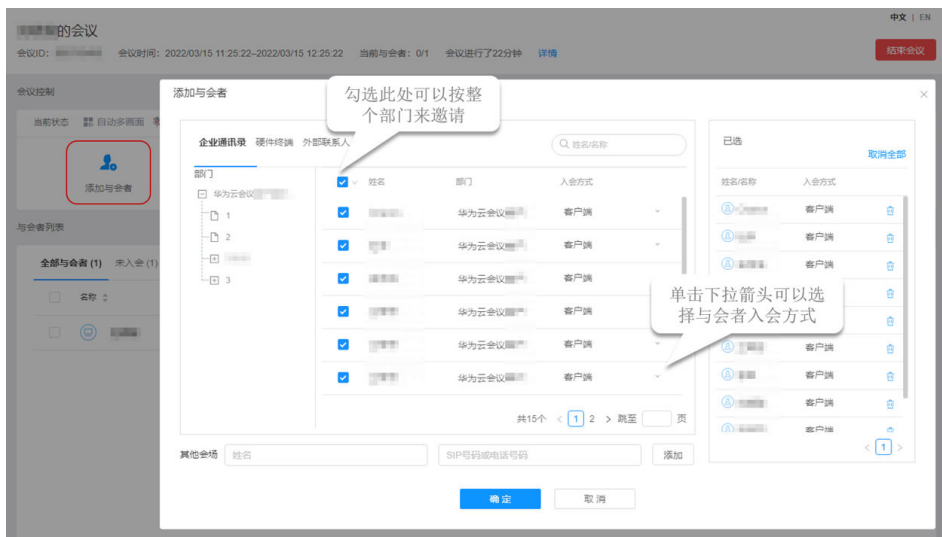 中文 | EN
的会议
会议ID: 会议时间: 2022/03/15 11:25:22–2022/03/15 12:25:22 当前与会者: 0/1 会议进行了22分钟 详情
结束会议
会议控制
当前状态 自动多画面
添加与会者
与会者列表
全部与会者 (1) 未入会 (1)
名称
添加与会者
勾选此处可以按整
个部门来邀请
企业通讯录 硬件终端 外部联系人
姓名/名称
部门
华为云会议
1
2
3
姓名 部门 入会方式
华为云会议 客户端
华为云会议 客户端
华为云会议 客户端
华为云会议 客户端
华为云会议 客户端
华为云会议 客户端
单击下拉箭头可以选
择与会者入会方式
共15个 < 1 2 > 跳至 页
已选
取消全部
姓名/名称 入会方式
客户端
客户端
客户端
客户端
客户端
客户端
客户端
< 1 >
其他会场 姓名 SIP号码或电话号码 添加
确定 取消